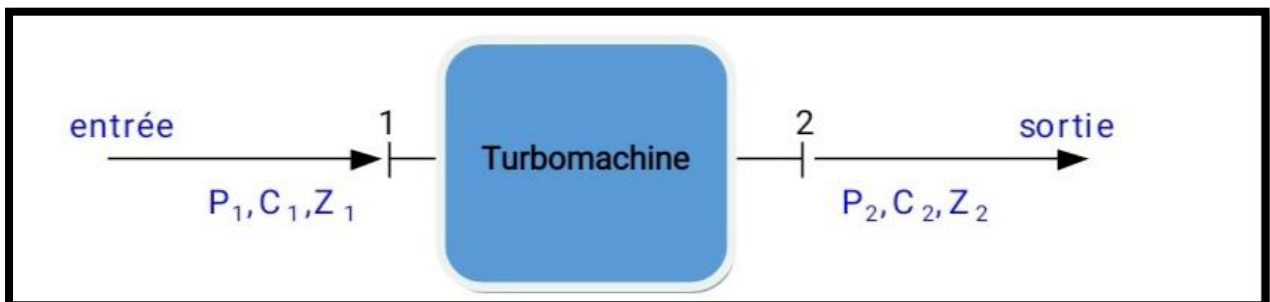 entrée
1
Turbomachine
2
sortie
P₁,C₁,Z₁
P₂,C₂,Z₂